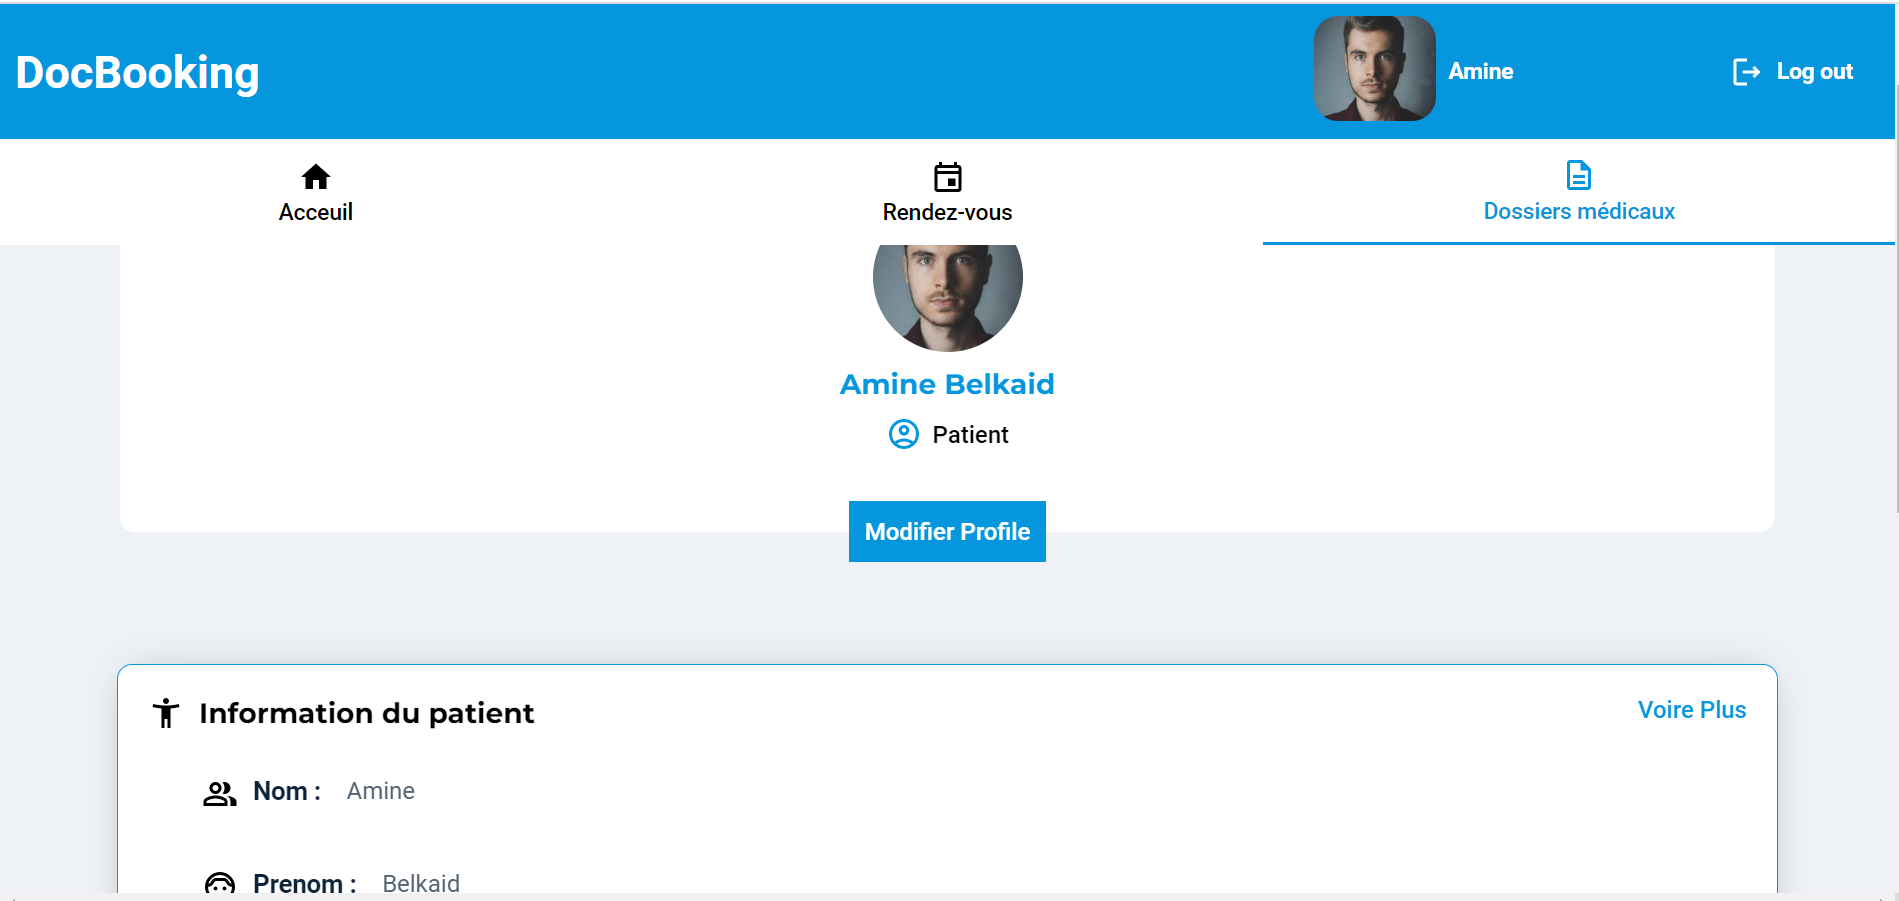 DocBooking
Amine
Log out
Acceuil
Rendez-vous
Dossiers médicaux
Amine Belkaid
Patient
Modifier Profile
Information du patient
Voire Plus
Nom : Amine
Prenom : Belkaid